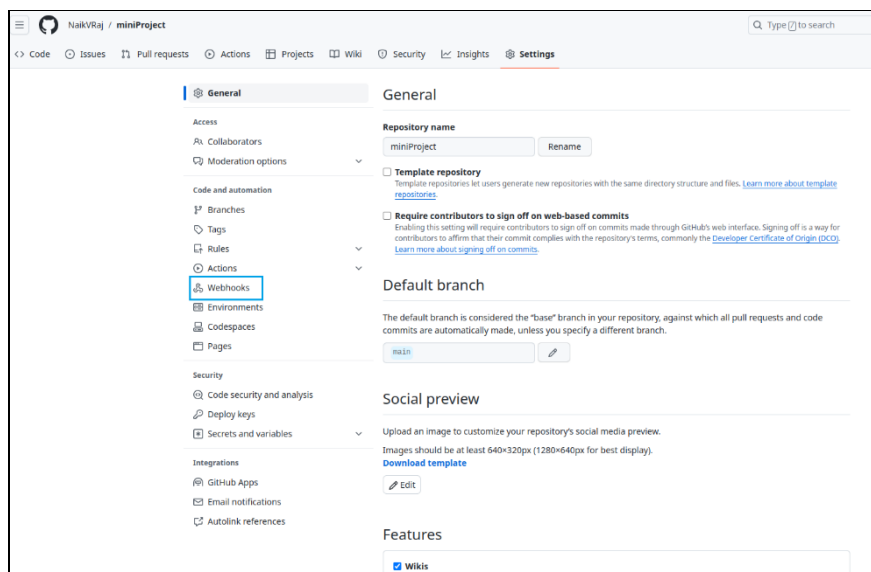 NaikVRaj / miniProject
Q Type / to search
<> Code Issues Pull requests Actions Projects Wiki Security Insights Settings
General
Access
Collaborators
Moderation options
Code and automation
Branches
Tags
Rules
Actions
Webhooks
Environments
Codespaces
Pages
Security
Code security and analysis
Deploy keys
Secrets and variables
Integrations
GitHub Apps
Email notifications
Autolink references
General
Repository name
miniProject Rename
Template repository
Template repositories let users generate new repositories with the same directory structure and files. Learn more about template
repositories.
Require contributors to sign off on web-based commits
Enabling this setting will require contributors to sign off on commits made through GitHub's web interface. Signing off is a way for
contributors to affirm that their commit complies with the repository's terms, commonly the Developer Certificate of Origin (DCO).
Learn more about signing off on commits.
Default branch
The default branch is considered the "base" branch in your repository, against which all pull requests and code
commits are automatically made, unless you specify a different branch.
main
Social preview
Upload an image to customize your repository's social media preview.
Images should be at least 640×320px (1280×640px for best display).
Download template
Edit
Features
Wikis